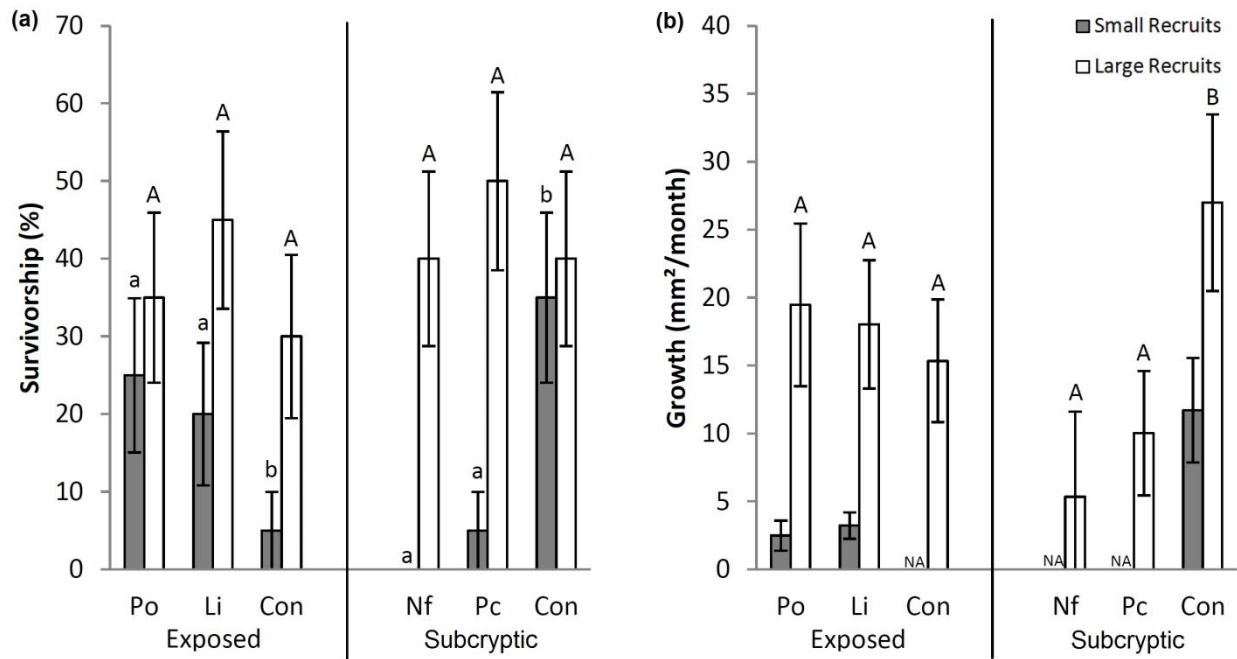 (a)
Survivorship (%)
70
60
50
40
30
20
10
0
a A a A b A
a A a A b A
Po Li Con Nf Pc Con
Exposed Subcryptic
(b)
Growth (mm²/month)
40
35
30
25
20
15
10
5
0
Small Recruits
Large Recruits
A A NA A
NA A NA A B
Po Li Con Nf Pc Con
Exposed Subcryptic